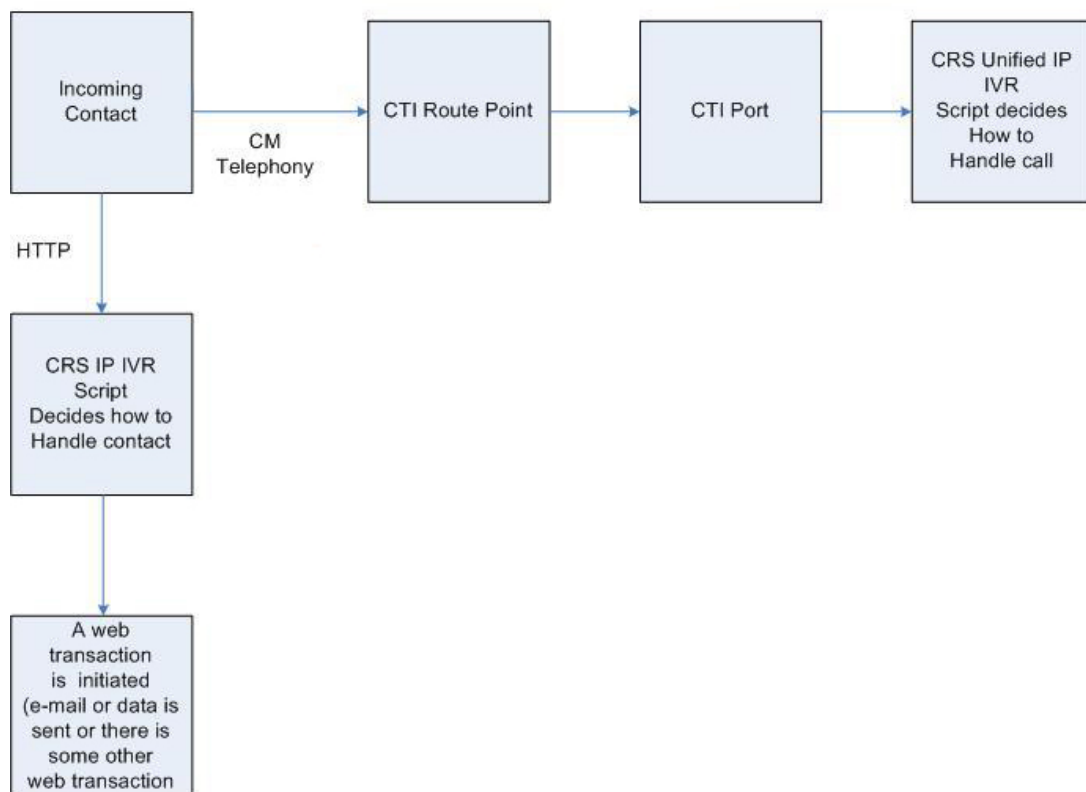 Incoming
Contact
CM
Telephony
CTI Route Point
CTI Port
CRS Unified IP
IVR
Script decides
How to
Handle call
HTTP
CRS IP IVR
Script
Decides how to
Handle contact
A web
transaction
is initiated
(e-mail or data is
sent or there is
some other
web transaction